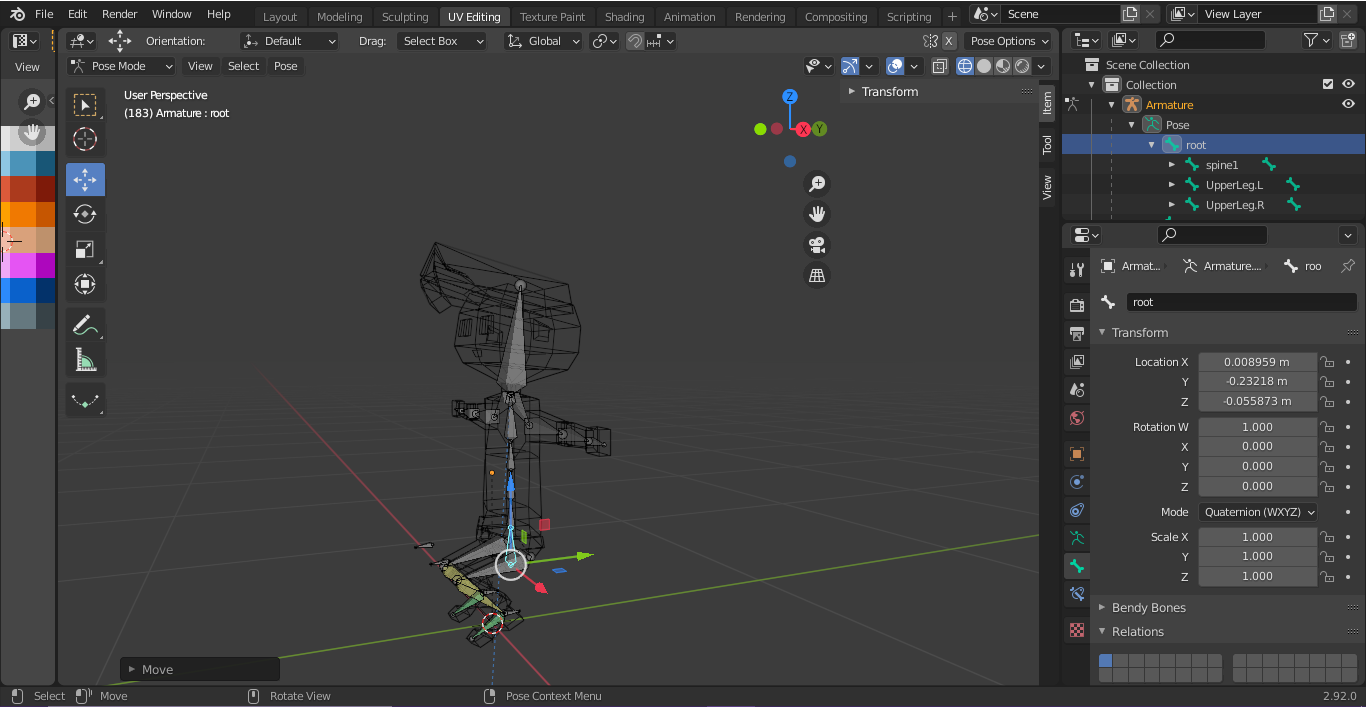 File Edit Render Window Help
Layout Modeling Sculpting UV Editing Texture Paint Shading Animation Rendering Compositing Scripting +
Scene
View Layer
View
Orientation: Default Drag: Select Box Global X Pose Options
Pose Mode View Select Pose
User Perspective
(183) Armature : root
Z
X
Y
Transform
Item
Tool
View
Scene Collection
Collection
Armature
Pose
root
spine1
UpperLeg.L
UpperLeg.R
Armat...
Armature....
roo
root
Transform
Location X 0.008959 m
Y -0.23218 m
Z -0.055873 m
Rotation W 1.000
X 0.000
Y 0.000
Z 0.000
Mode Quaternion (WXYZ)
Scale X 1.000
Y 1.000
Z 1.000
Bendy Bones
Relations
Move
Select Move Rotate View Pose Context Menu 2.92.0